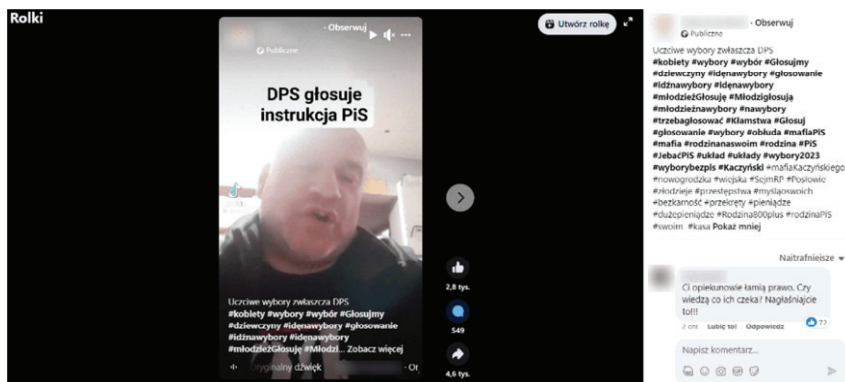 Rolki
· Obserwuj
Publiczne
DPS głosuje
instrukcja PiS
Uczciwe wybory zwłaszcza DPS
#kobiety #wybory #wybór #Głosujmy
#dziewczyny #idęnawybory #głosowanie
#idźnawybory #idęnawybory
#młodzieżGłosuję #Młodzi... Zobacz więcej
Oryginalny dźwięk
Utwórz rolkę
2,8 tys.
549
4,6 tys.
· Obserwuj
Publiczne
Uczciwe wybory zwłaszcza DPS
#kobiety #wybory #wybór #Głosujmy
#dziewczyny #idęnawybory #głosowanie
#idźnawybory #idęnawybory
#młodzieżGłosuję #Młodzigłosują
#młodzieżnawybory #nawybory
#trzebagłosować #Kłamstwa #Głosuj
#głosowanie #wybory #obłuda #mafiaPiS
#mafia #rodzinanaswoim #rodzina #PiS
#JebaćPiS #układ #układy #wybory2023
#wyborybezpis #Kaczyński #mafiaKaczyńskiego
#nowogrodzka #wiejska #SejmRP #Posłowie
#złodzieje #przestępstwa #myśląoswoich
#bezkarność #przekręty #pieniądze
#dużepieniądze #Rodzina800plus #rodzinaPiS
#swoim #kasa Pokaż mniej
Najtrafniejsze
Ci opiekunowie łamią prawo. Czy
wiedzą co ich czeka? Nagłaśniajcie
to!!!
2 dni Lubię to! Odpowiedz 72
Napisz komentarz...